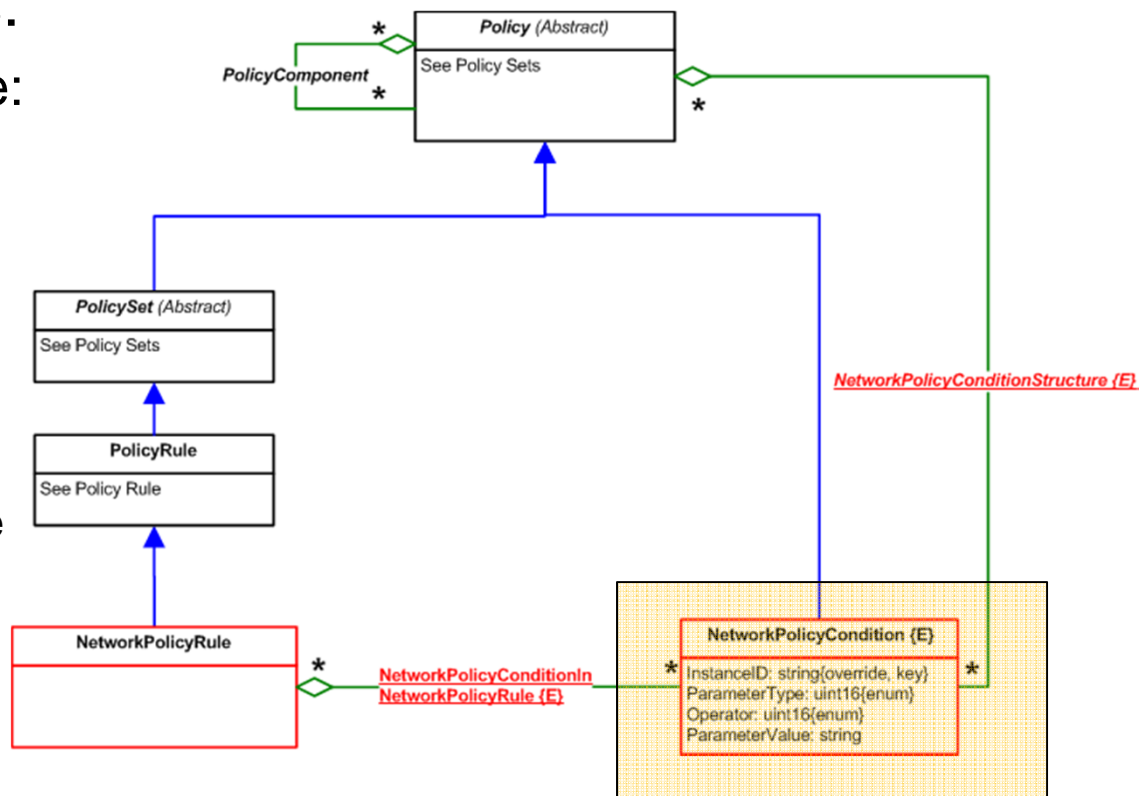 .
e:
e
Policy (Abstract)
See Policy Sets
*
PolicyComponent
*
*
PolicySet (Abstract)
See Policy Sets
NetworkPolicyConditionStructure {E}
PolicyRule
See Policy Rule
NetworkPolicyRule
*
NetworkPolicyConditionIn
NetworkPolicyRule {E}
*
NetworkPolicyCondition {E}
*
InstanceID: string{override, key}
ParameterType: uint16{enum}
Operator: uint16{enum}
ParameterValue: string